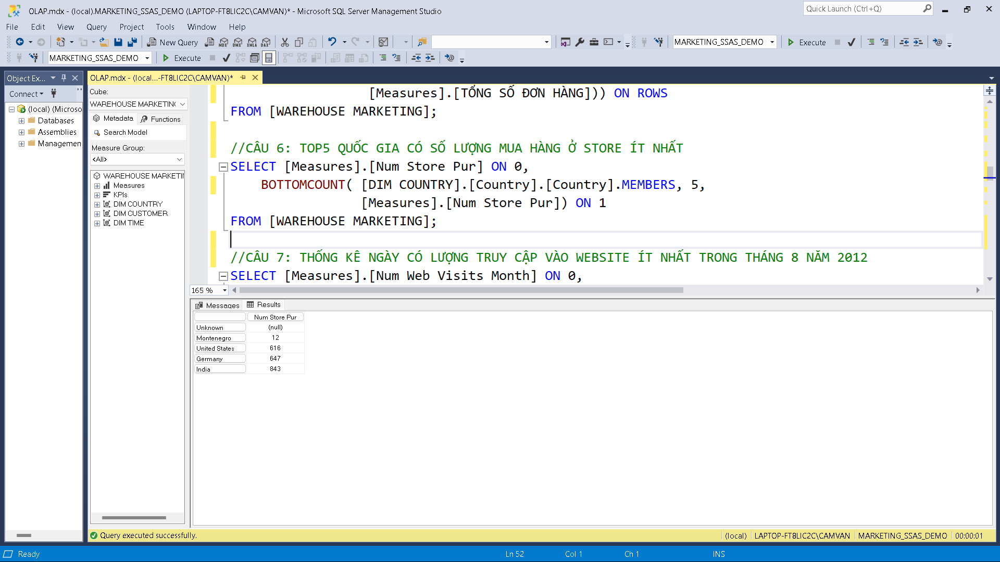 OLAP.mdx - (local).MARKETING_SSAS_DEMO (LAPTOP-FT8LIC2C\CAMVAN)* - Microsoft SQL Server Management Studio
Quick Launch (Ctrl+Q)
File Edit View Query Project Tools Window Help
New Query
MDX DMX XMLA DAX
MARKETING_SSAS_DEMO
Execute
MARKETING_SSAS_DEMO
Execute
Object Ex...
OLAP.mdx - (local...-FT8LIC2C\CAMVAN)*
Connect
(local) (Microso
Databases
Assemblies
Managemen
Cube:
WAREHOUSE MARKETING
Metadata
Functions
Search Model
Measure Group:
<All>
WAREHOUSE MARKETIN
Measures
KPIs
DIM COUNTRY
DIM CUSTOMER
DIM TIME
[Measures].[TỔNG SỐ ĐƠN HÀNG])) ON ROWS
FROM [WAREHOUSE MARKETING];
//CÂU 6: TOP5 QUỐC GIA CÓ SỐ LƯỢNG MUA HÀNG Ở STORE ÍT NHẤT
SELECT [Measures].[Num Store Pur] ON 0,
BOTTOMCOUNT( [DIM COUNTRY].[Country].[Country].MEMBERS, 5,
[Measures].[Num Store Pur]) ON 1
FROM [WAREHOUSE MARKETING];
//CÂU 7: THỐNG KÊ NGÀY CÓ LƯỢNG TRUY CẬP VÀO WEBSITE ÍT NHẤT TRONG THÁNG 8 NĂM 2012
SELECT [Measures].[Num Web Visits Month] ON 0,
165 %
Messages
Results
Num Store Pur
Unknown (null)
Montenegro 12
United States 616
Germany 647
India 843
Query executed successfully.
(local) LAPTOP-FT8LIC2C\CAMVAN MARKETING_SSAS_DEMO 00:00:01
Ready
Ln 52 Col 1 Ch 1 INS